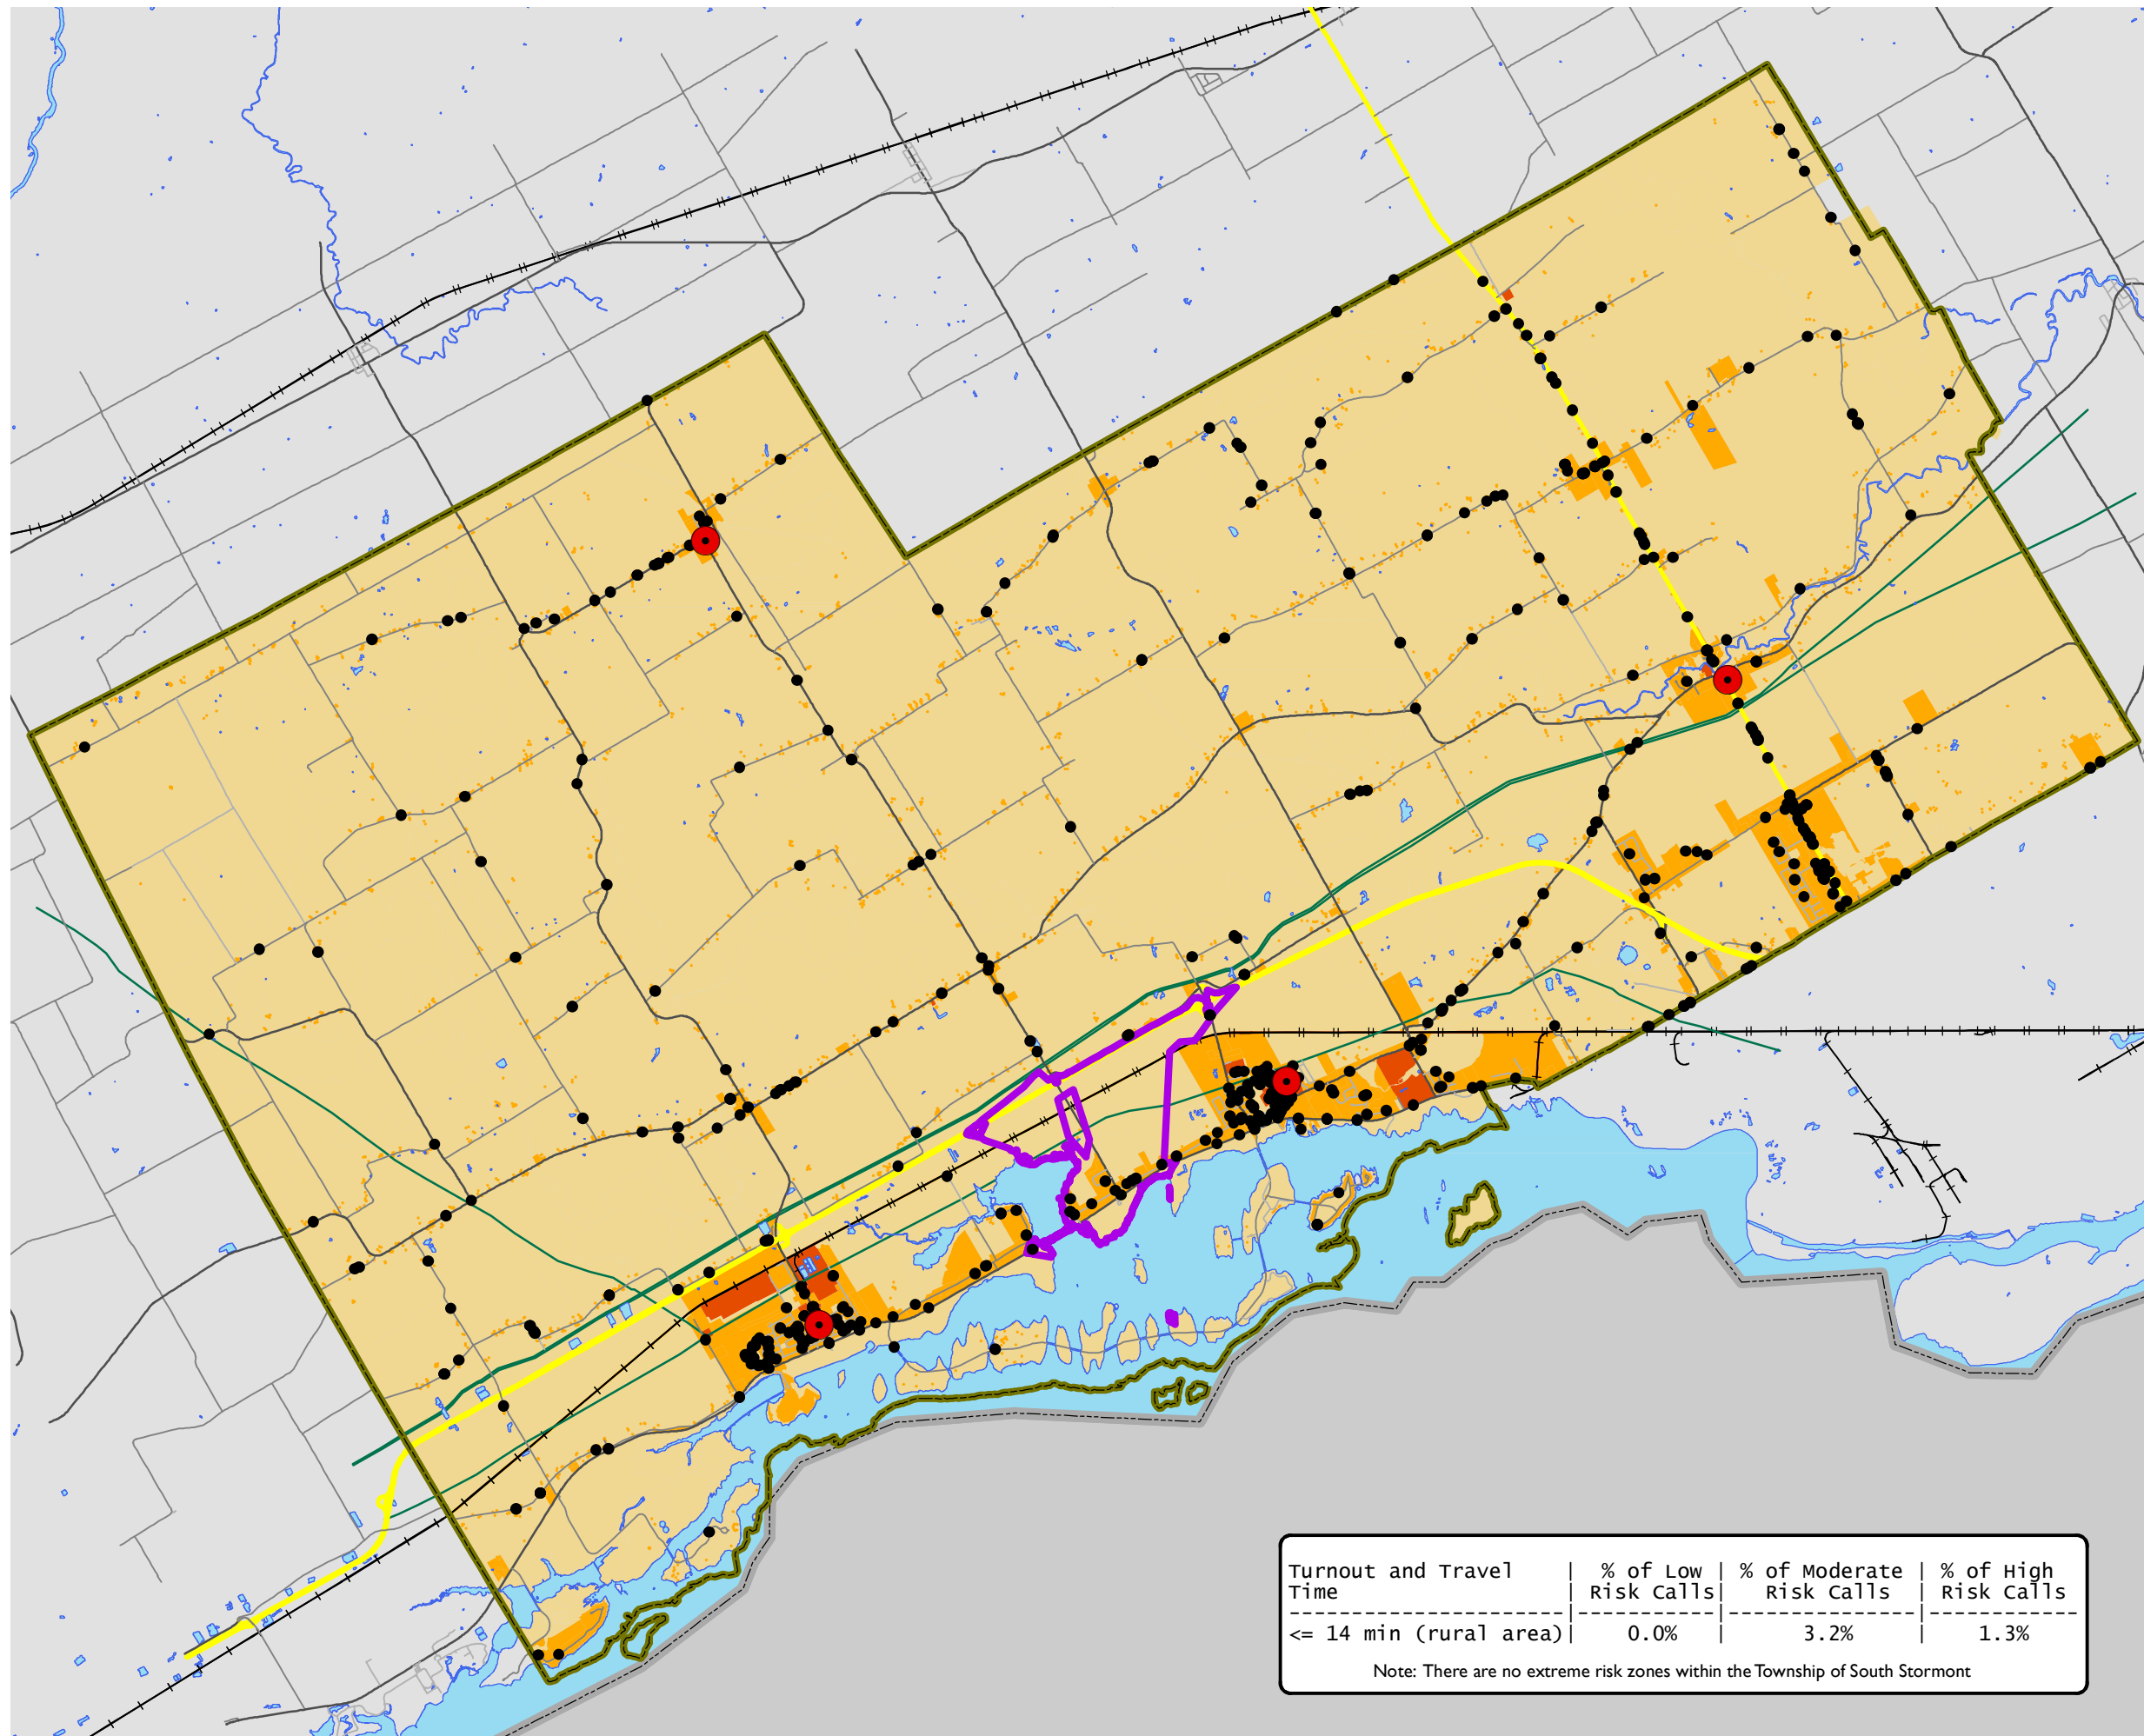 Turnout and Travel | % of Low | % of Moderate | % of High
Time | Risk Calls| Risk Calls | Risk Calls
-----------------------|-----------|---------------|-------------
<= 14 min (rural area)| 0.0% | 3.2% | 1.3%
Note: There are no extreme risk zones within the Township of South Stormont